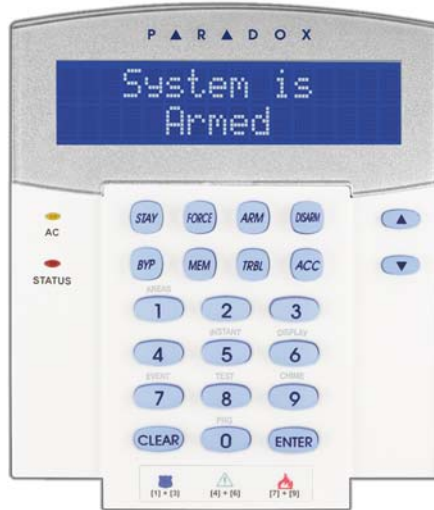 PARADOX
System is
Armed
AC
STATUS
STAY FORCE ARM DISARM
BYP MEM TRBL ACC
AREAS
1 2 3
INSTANT DISPLAY
4 5 6
EVENT TEST CHIME
7 8 9
PRG
CLEAR 0 ENTER
[1] + [3] [4] + [6] [7] + [9]